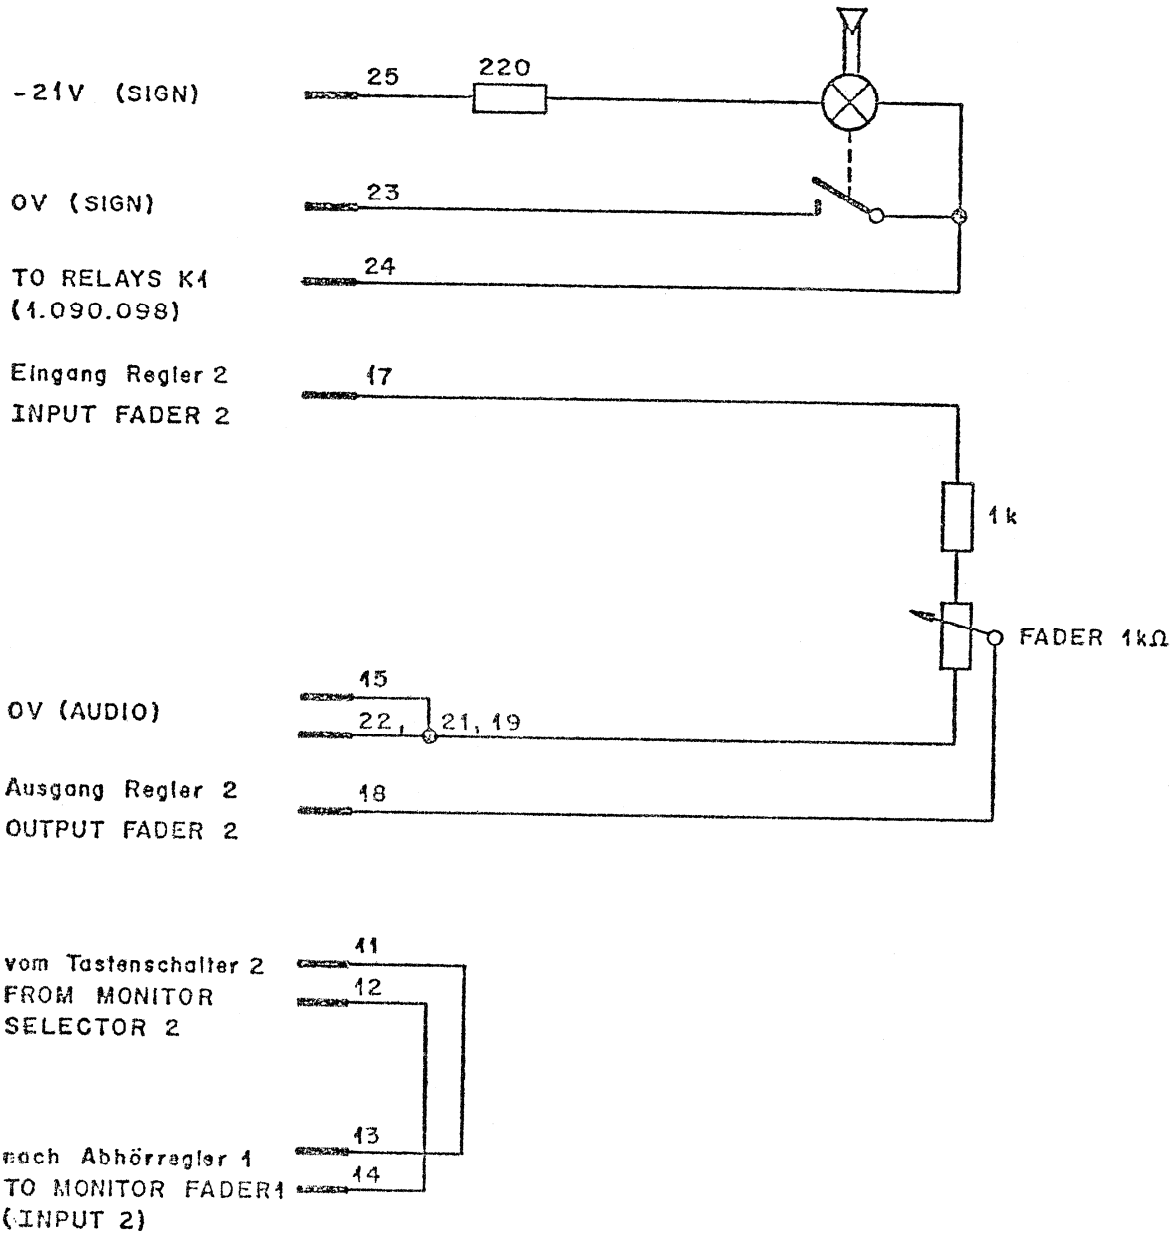 -21V (SIGN)
25
220
0V (SIGN)
23
TO RELAYS K1
(1.090.098)
24
Eingang Regler 2
INPUT FADER 2
17
1k
FADER 1kΩ
0V (AUDIO)
15
22, 21, 19
Ausgang Regler 2
OUTPUT FADER 2
18
vom Tastenschalter 2
FROM MONITOR
SELECTOR 2
11
12
nach Abhörregler 1
TO MONITOR FADER1
(INPUT 2)
13
14